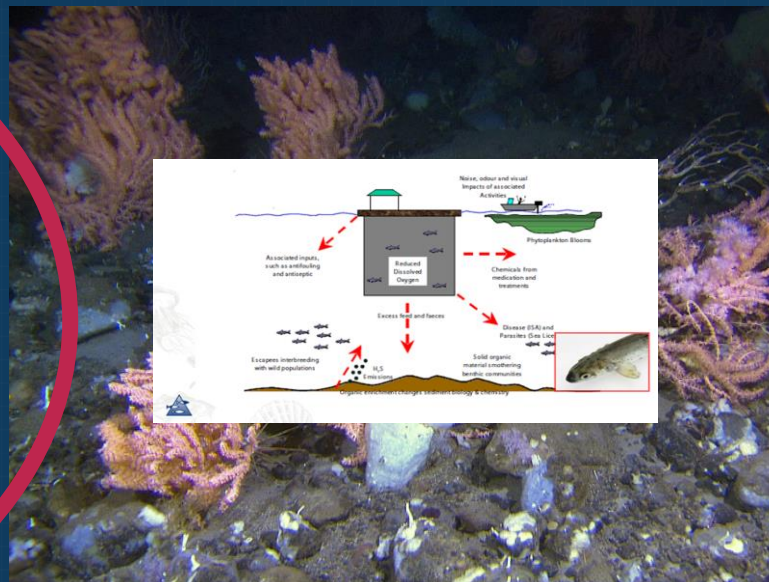 Noise, odour and visual
Impacts of associated
Activities
Phytoplankton Blooms
Associated inputs,
such as antifouling
and antiseptic
Reduced
Dissolved
Oxygen
Chemicals from
medication and
treatments
Excess feed and faeces
Disease (ISA) and
Parasites (Sea Lice
Escapees interbreeding
with wild populations
H₂S
Emissions
Solid organic
material smothering
benthic communities
Organic enrichment changes sediment biology & chemistry